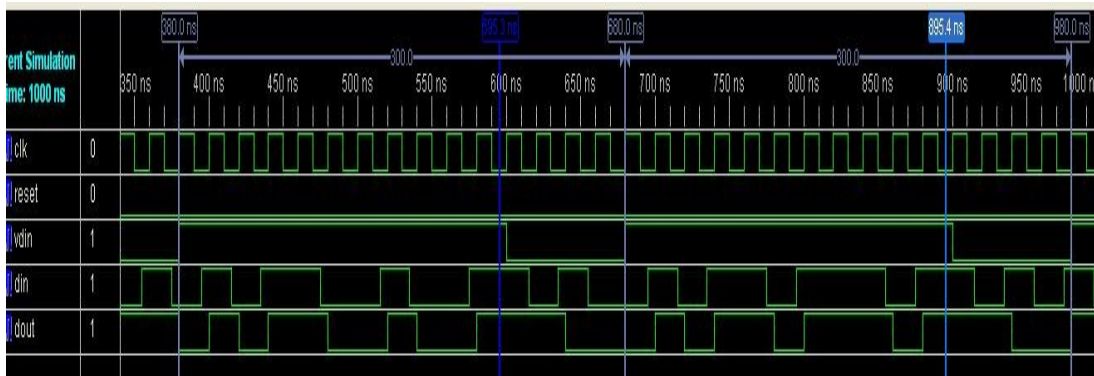 380.0 ns 595.3 ns 680.0 ns 895.4 ns 980.0 ns
rent Simulation
ime: 1000 ns
300.0 300.0
350 ns 400 ns 450 ns 500 ns 550 ns 600 ns 650 ns 700 ns 750 ns 800 ns 850 ns 900 ns 950 ns 1000 n
clk 0
reset 0
vdin 1
din 1
dout 1